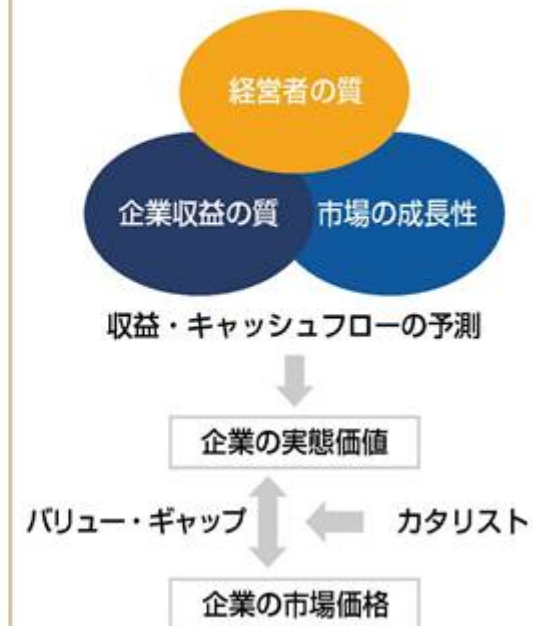 経営者の質
企業収益の質
市場の成長性
収益・キャッシュフローの予測
企業の実態価値
バリュー・ギャップ
カタリスト
企業の市場価格